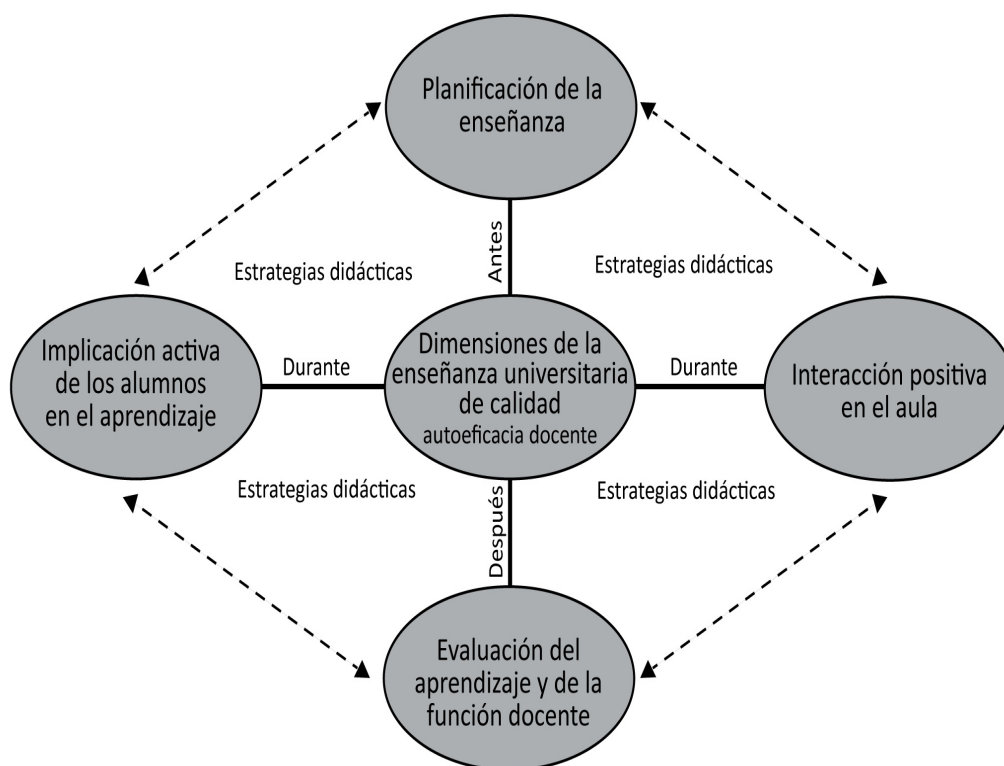 Planificación de la
enseñanza
Antes
Estrategias didácticas
Estrategias didácticas
Implicación activa
de los alumnos
en el aprendizaje
Durante
Dimensiones de la
enseñanza universitaria
de calidad
autoeficacia docente
Durante
Interacción positiva
en el aula
Estrategias didácticas
Estrategias didácticas
Después
Evaluación del
aprendizaje y de la
función docente